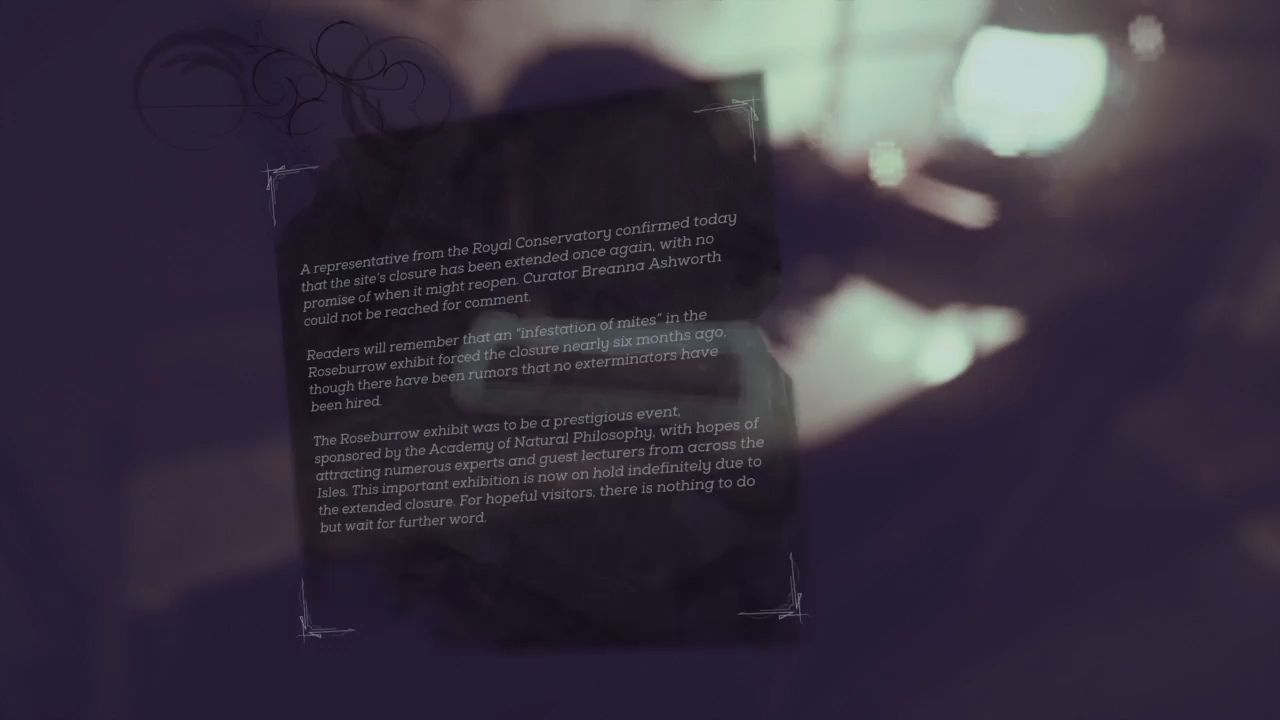 A representative from the Royal Conservatory confirmed today
that the site's closure has been extended once again, with no
promise of when it might reopen. Curator Breanna Ashworth
could not be reached for comment.
Readers will remember that an "infestation of mites" in the
Roseburrow exhibit forced the closure nearly six months ago,
though there have been rumors that no exterminators have
been hired.
The Roseburrow exhibit was to be a prestigious event,
sponsored by the Academy of Natural Philosophy, with hopes of
attracting numerous experts and guest lecturers from across the
Isles. This important exhibition is now on hold indefinitely due to
the extended closure. For hopeful visitors, there is nothing to do
but wait for further word.